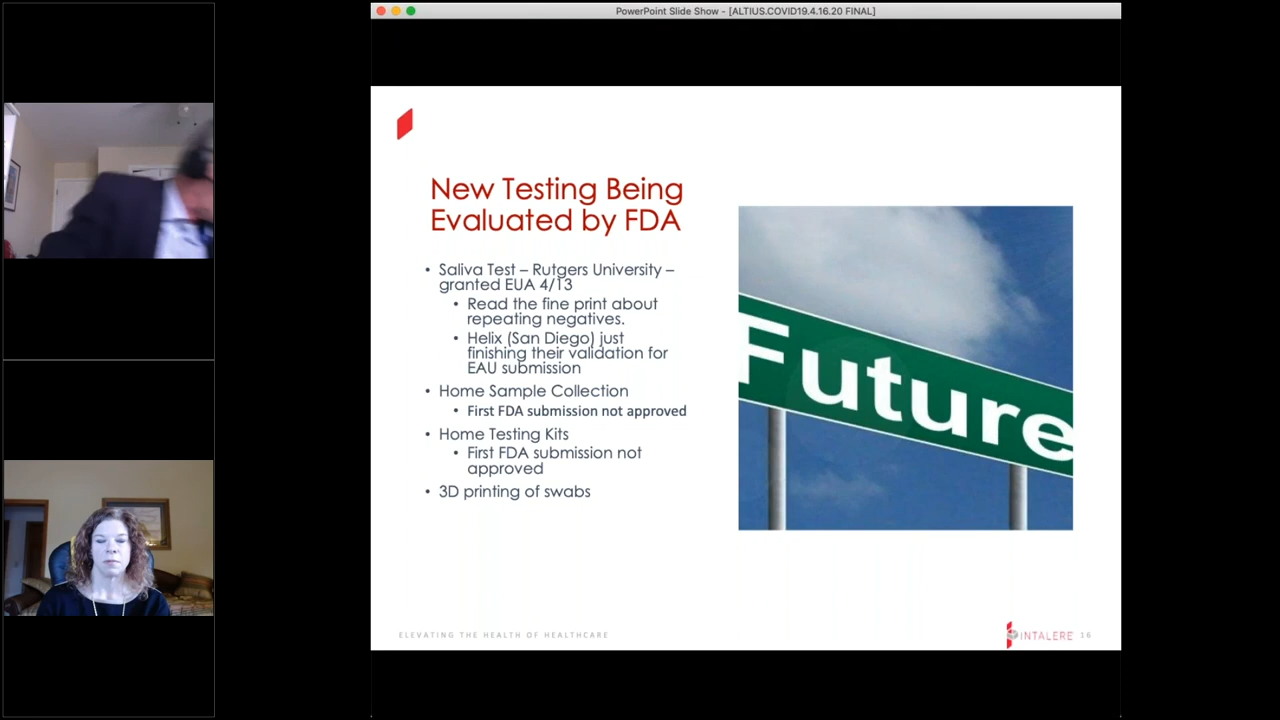 PowerPoint Slide Show - [ALTIUS.COVID19.4.16.20 FINAL]
New Testing Being
Evaluated by FDA
• Saliva Test – Rutgers University –
granted EUA 4/13
• Read the fine print about
repeating negatives.
• Helix (San Diego) just
finishing their validation for
EAU submission
• Home Sample Collection
• First FDA submission not approved
• Home Testing Kits
• First FDA submission not
approved
• 3D printing of swabs
Future
ELEVATING THE HEALTH OF HEALTHCARE
INTALERE
16